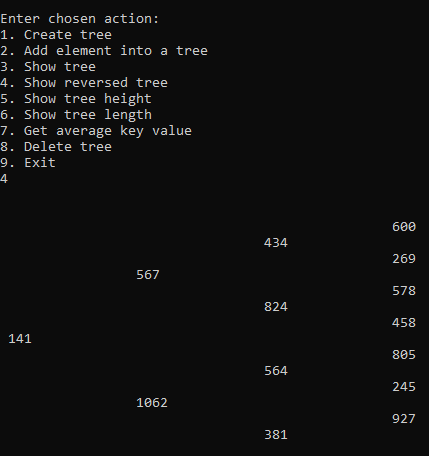 Enter chosen action:
1. Create tree
2. Add element into a tree
3. Show tree
4. Show reversed tree
5. Show tree height
6. Show tree length
7. Get average key value
8. Delete tree
9. Exit
4
600
434
269
567
578
824
458
141
805
564
245
1062
927
381